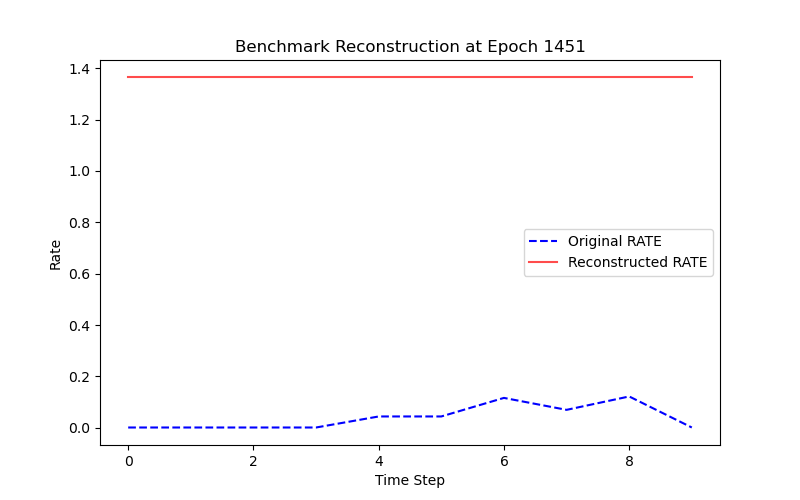 Benchmark Reconstruction at Epoch 1451
1.4
1.2
1.0
0.8
0.6
0.4
0.2
0.0
Rate
Original RATE
Reconstructed RATE
0 2 4 6 8
Time Step